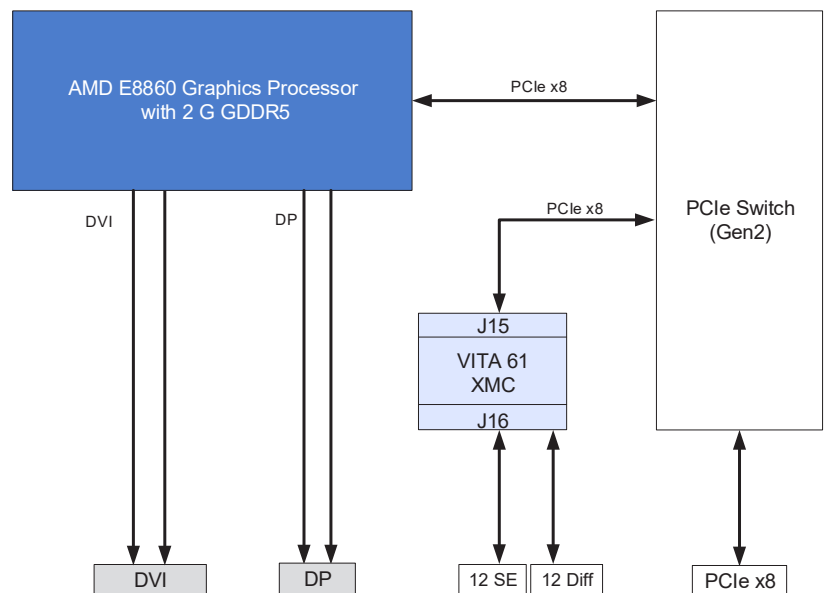 AMD E8860 Graphics Processor
with 2 G GDDR5
PCIe x8
PCIe x8
PCIe Switch
(Gen2)
DVI
DP
J15
VITA 61
XMC
J16
DVI
DP
12 SE
12 Diff
PCIe x8